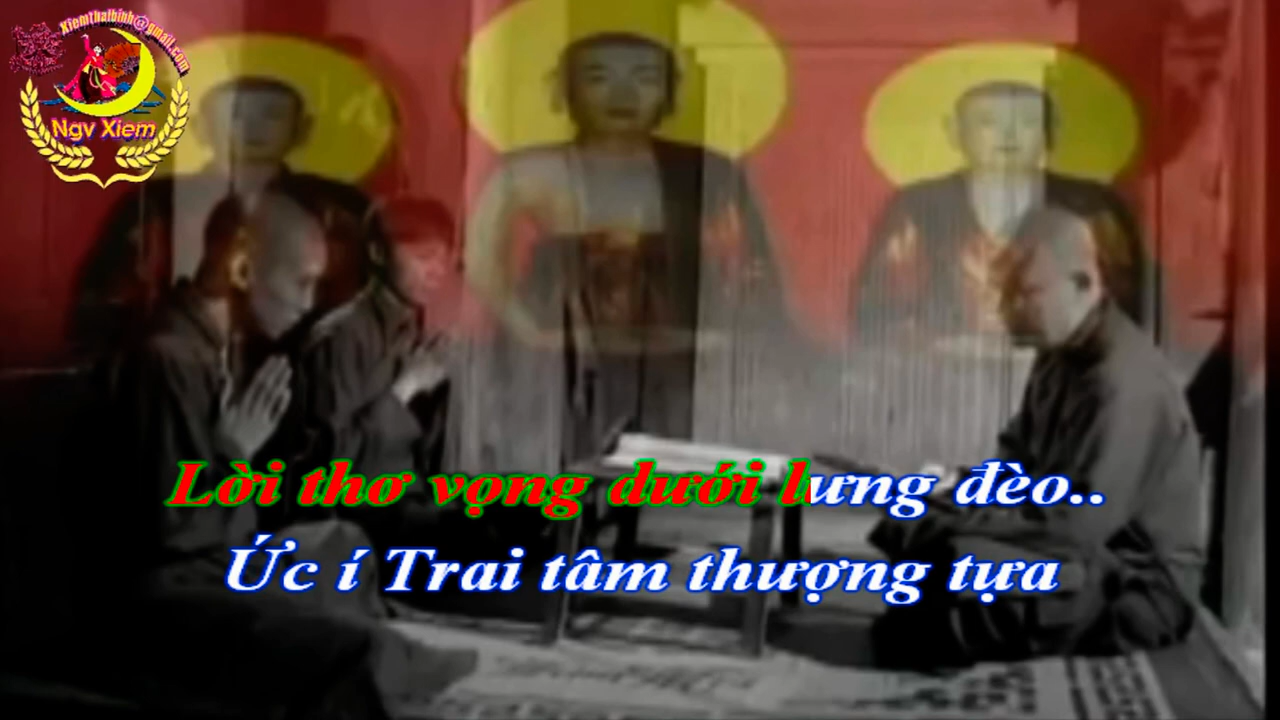 Xiemthaibinh@gmail.com
Ngv Xiem
Lời thơ vọng dưới lưng đèo..
Ức í Trai tâm thượng tựa